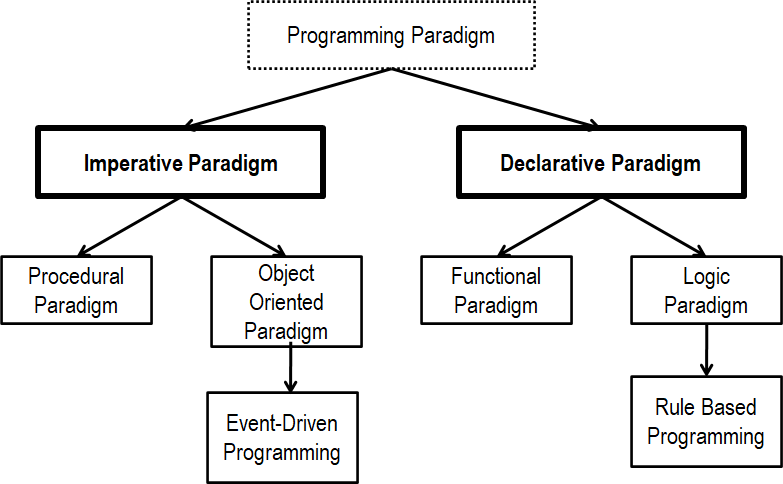 Programming Paradigm
Imperative Paradigm
Declarative Paradigm
Procedural
Paradigm
Object
Oriented
Paradigm
Functional
Paradigm
Logic
Paradigm
Event-Driven
Programming
Rule Based
Programming